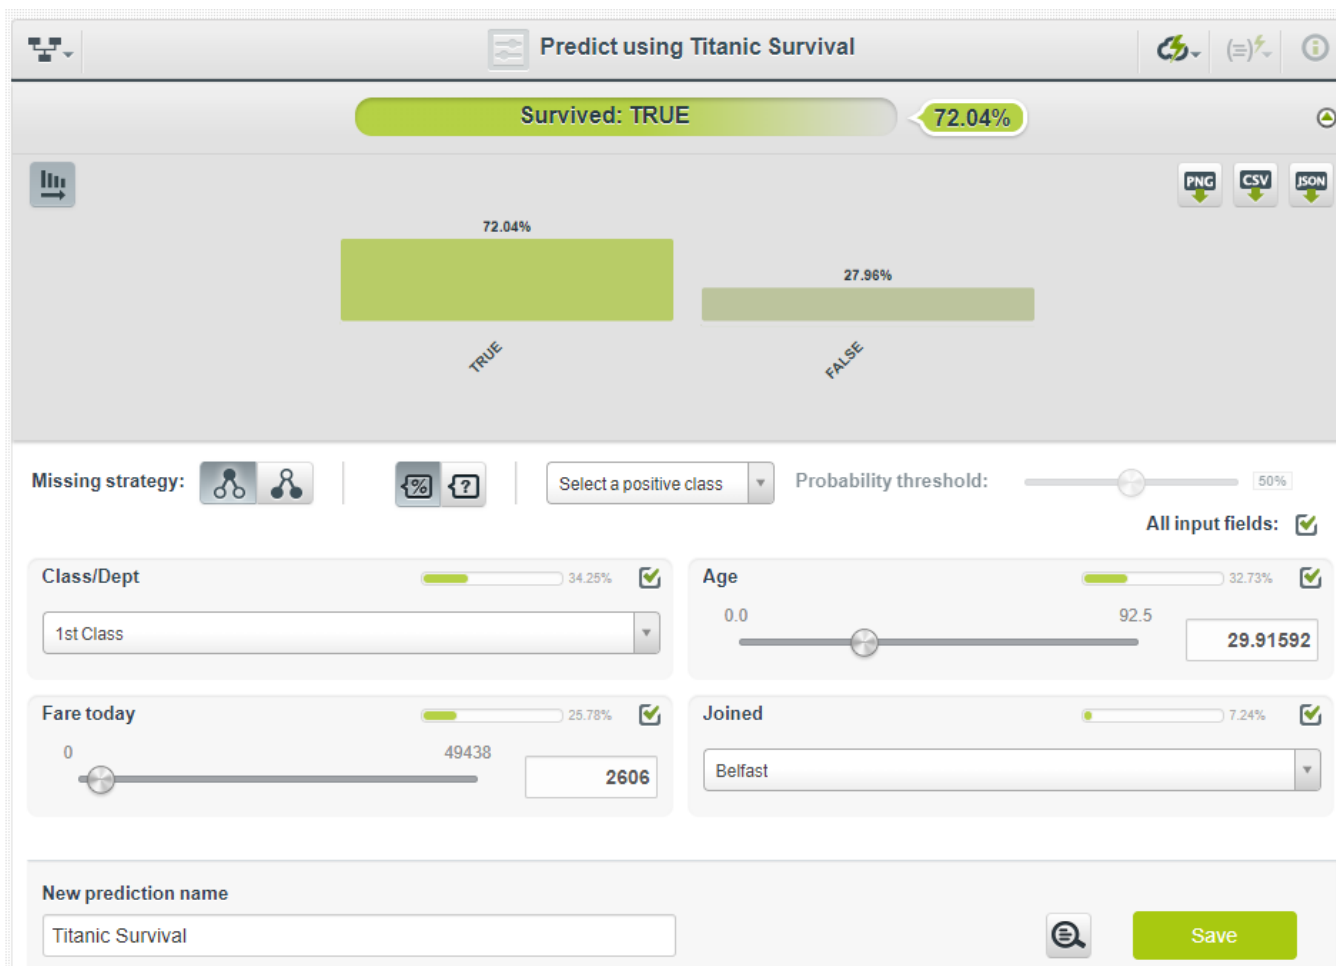 Predict using Titanic Survival
(=)
Survived: TRUE 72.04%
PNG CSV JSON
72.04%
27.96%
TRUE FALSE
Missing strategy: % ? Select a positive class Probability threshold: 50%
All input fields:
Class/Dept 34.25% Age 32.73%
0.0 92.5
1st Class 29.91592
Fare today 25.78% Joined 7.24%
0 49438
2606 Belfast
New prediction name
Titanic Survival Save